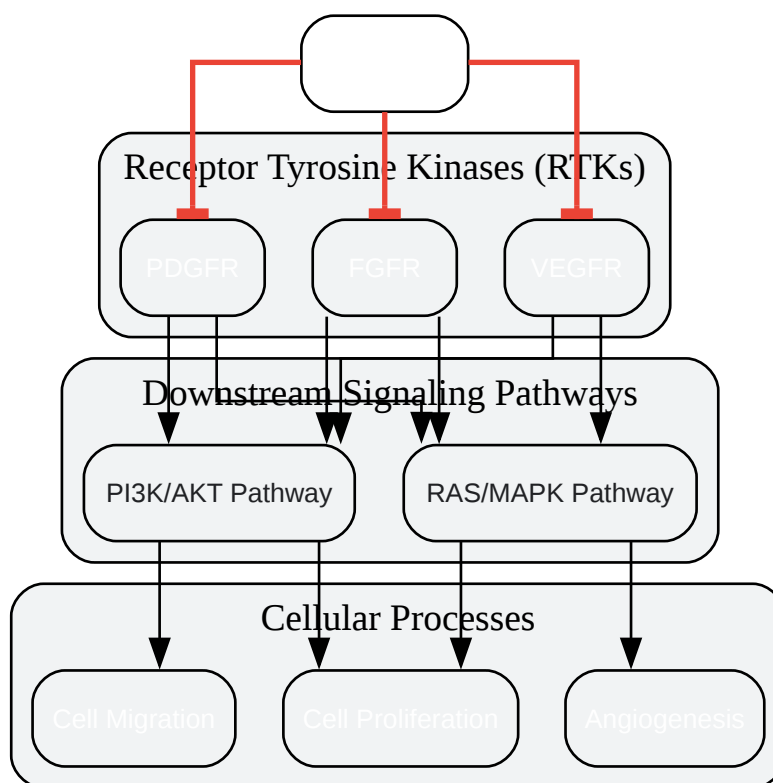 Receptor Tyrosine Kinases (RTKs)
PDGFR
FGFR
VEGFR
Downstream Signaling Pathways
PI3K/AKT Pathway
RAS/MAPK Pathway
Cellular Processes
Cell Migration
Cell Proliferation
Angiogenesis